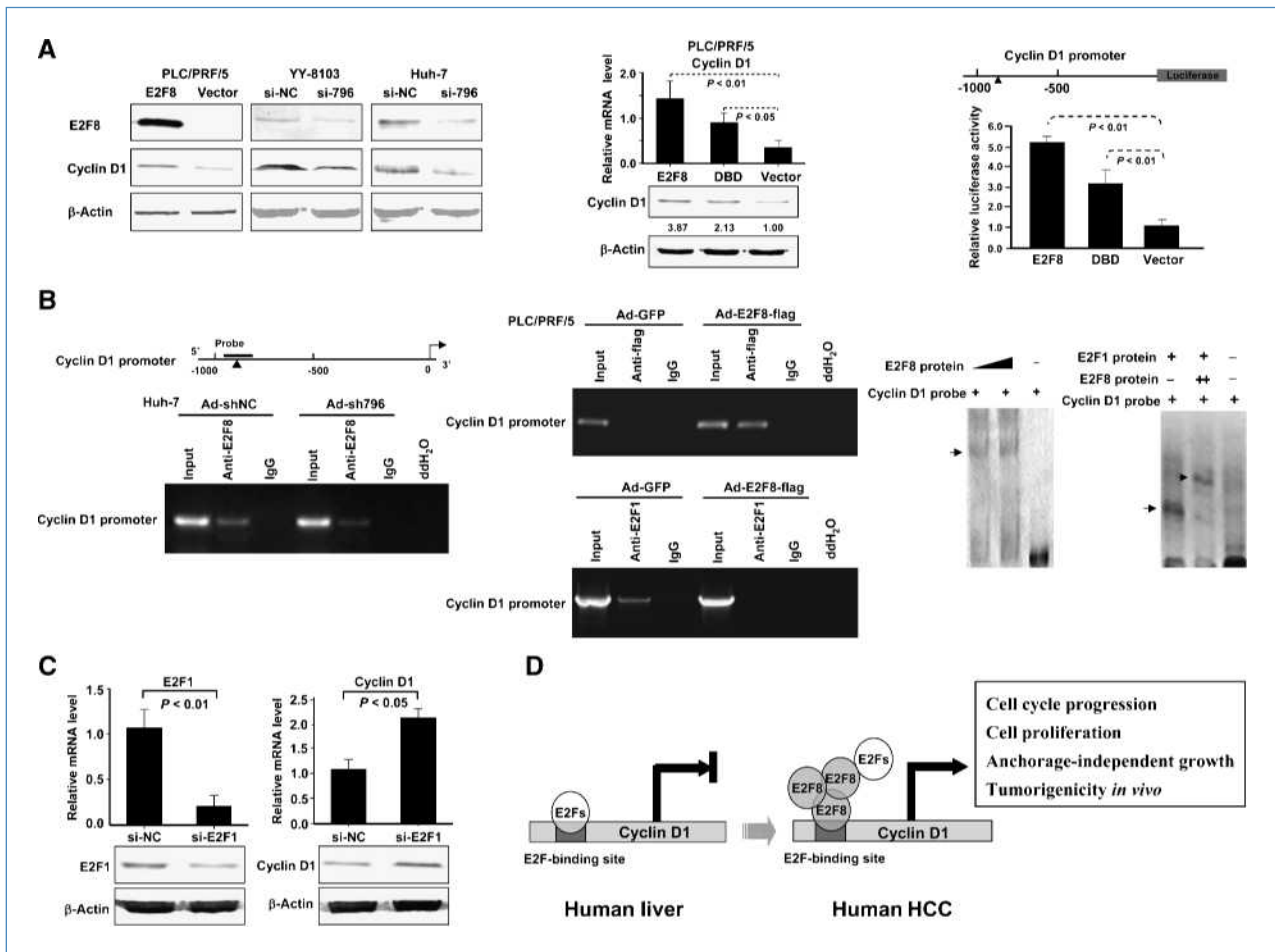 A
PLC/PRF/5 YY-8103 Huh-7
E2F8 Vector si-NC si-796 si-NC si-796
E2F8
Cyclin D1
β-Actin
PLC/PRF/5
Cyclin D1
Relative mRNA level
2.0
1.5
1.0
0.5
0.0
P < 0.01
P < 0.05
E2F8 DBD Vector
Cyclin D1
3.87 2.13 1.00
β-Actin
Cyclin D1 promoter
Luciferase
-1000 -500
Relative luciferase activity
6.0
5.0
4.0
3.0
2.0
1.0
0.0
P < 0.01
P < 0.01
E2F8 DBD Vector
B
Probe
5` 3'
Cyclin D1 promoter
-1000 -500 0
Huh-7 Ad-shNC Ad-sh796
Input Anti-E2F8 IgG Input Anti-E2F8 IgG ddH2O
Cyclin D1 promoter
PLC/PRF/5 Ad-GFP Ad-E2F8-flag
Input Anti-flag IgG Input Anti-flag IgG ddH2O
Cyclin D1 promoter
Ad-GFP Ad-E2F8-flag
Input Anti-E2F1 IgG Input Anti-E2F1 IgG ddH2O
Cyclin D1 promoter
E2F8 protein –
Cyclin D1 probe + + +
E2F1 protein + + –
E2F8 protein – ++ –
Cyclin D1 probe + + +
C
E2F1
P < 0.01
Relative mRNA level
1.5
1.0
0.5
0.0
si-NC si-E2F1
E2F1
β-Actin
Cyclin D1
P < 0.05
Relative mRNA level
2.5
2.0
1.5
1.0
0.5
0.0
si-NC si-E2F1
Cyclin D1
β-Actin
D
E2Fs
Cyclin D1
E2F-binding site
Human liver
E2F8 E2F8 E2Fs
E2F8
Cyclin D1
E2F-binding site
Human HCC
Cell cycle progression
Cell proliferation
Anchorage-independent growth
Tumorigenicity in vivo